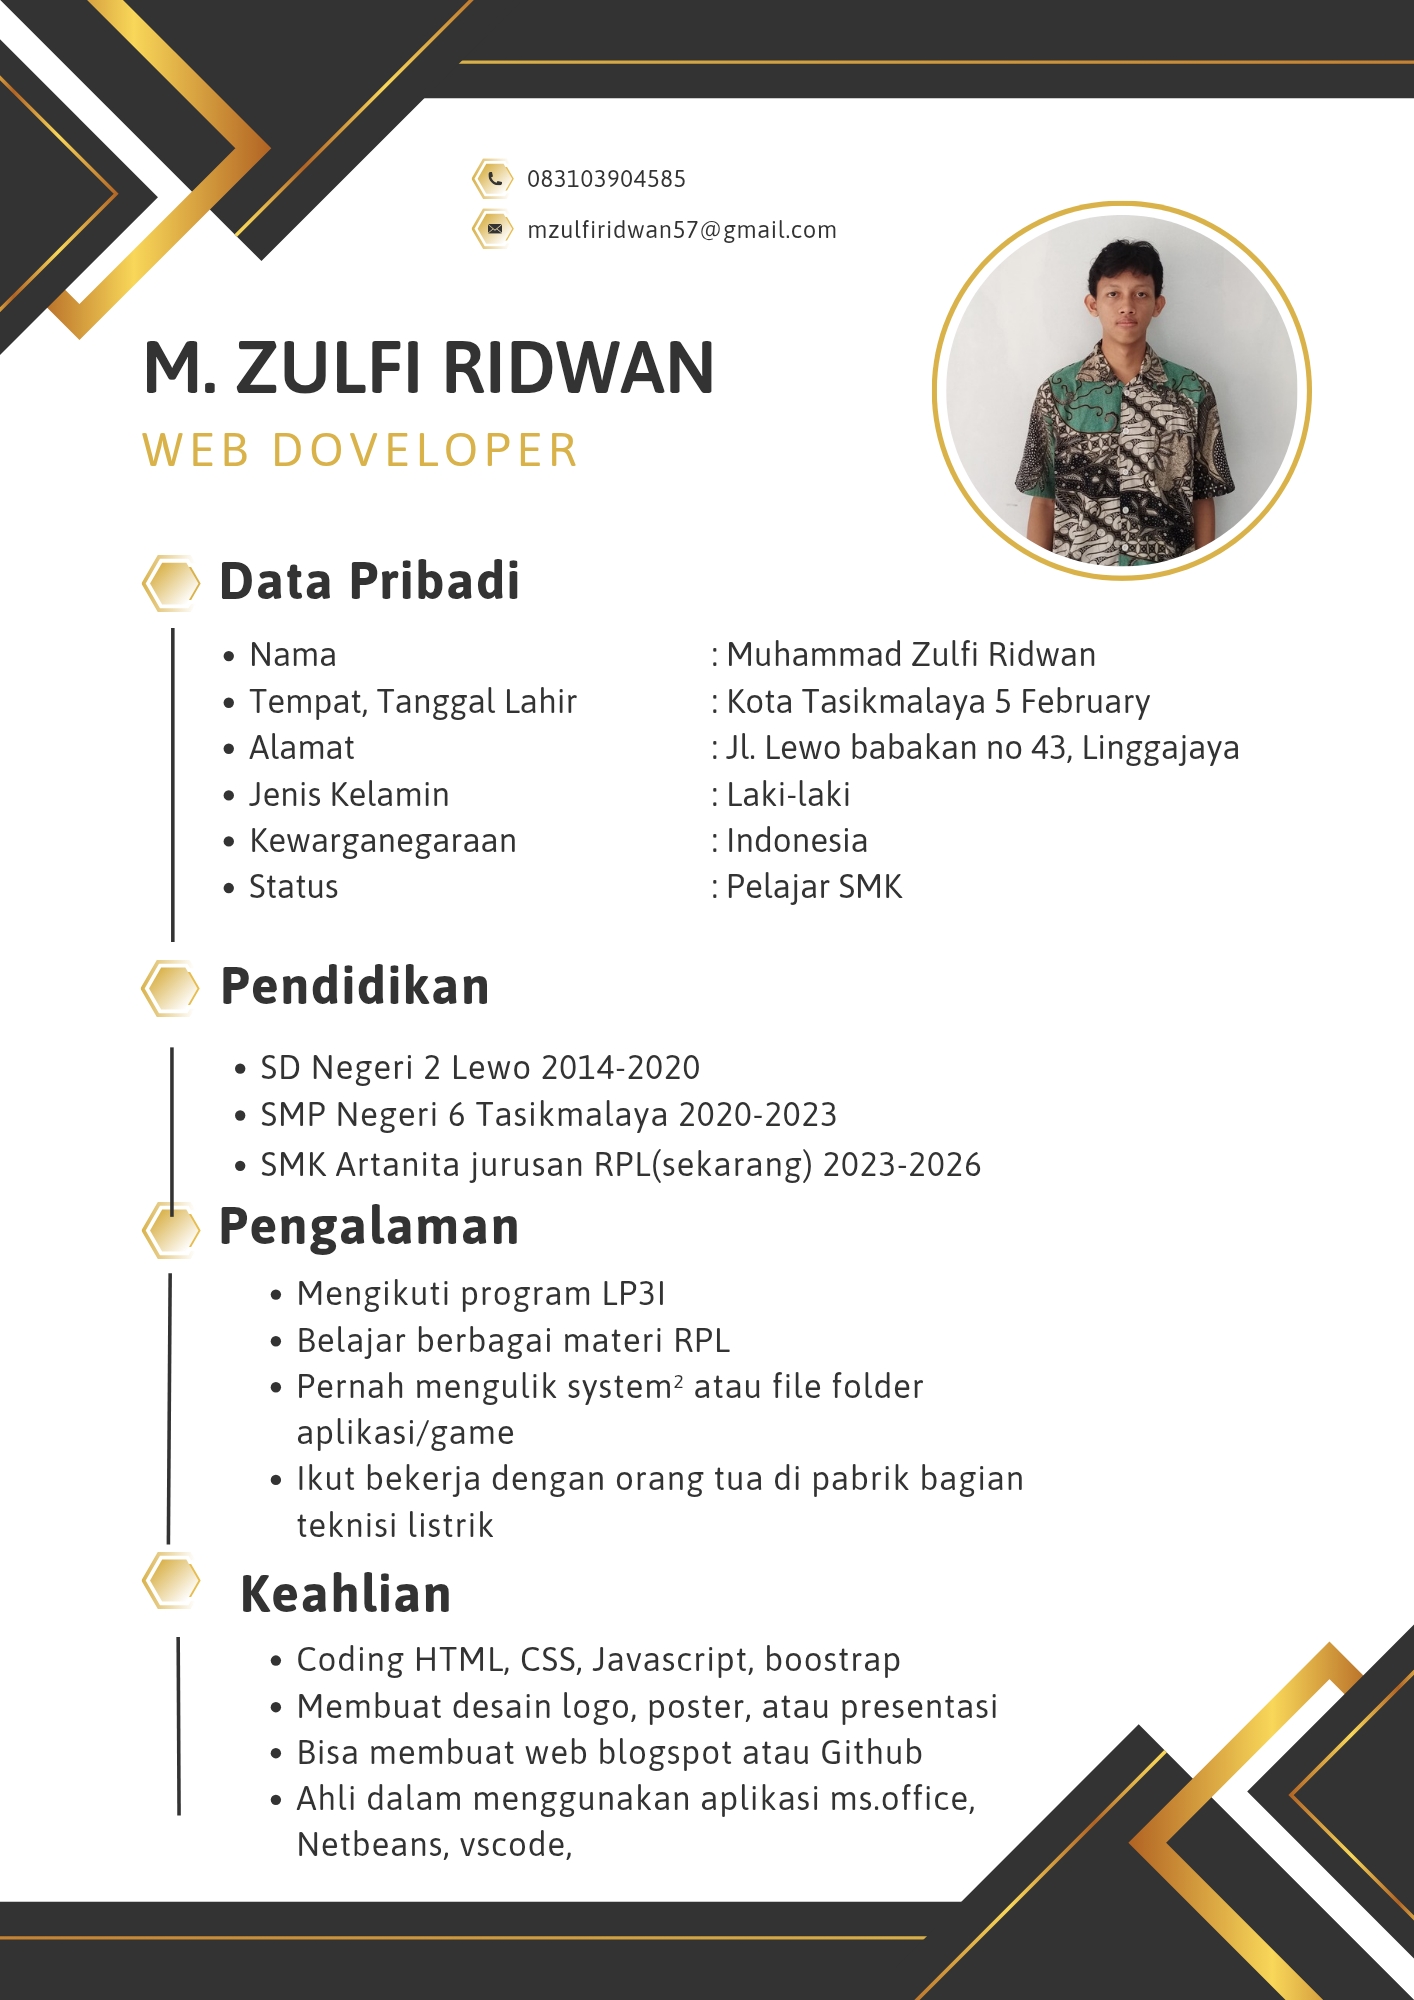 083103904585
mzulfiridwan57@gmail.com
M. ZULFI RIDWAN
WEB DOVELOPER
Data Pribadi
• Nama : Muhammad Zulfi Ridwan
• Tempat, Tanggal Lahir : Kota Tasikmalaya 5 February
• Alamat : Jl. Lewo babakan no 43, Linggajaya
• Jenis Kelamin : Laki-laki
• Kewarganegaraan : Indonesia
• Status : Pelajar SMK
Pendidikan
• SD Negeri 2 Lewo 2014-2020
• SMP Negeri 6 Tasikmalaya 2020-2023
• SMK Artanita jurusan RPL(sekarang) 2023-2026
Pengalaman
• Mengikuti program LP3I
• Belajar berbagai materi RPL
• Pernah mengulik system² atau file folder
aplikasi/game
• Ikut bekerja dengan orang tua di pabrik bagian
teknisi listrik
Keahlian
• Coding HTML, CSS, Javascript, boostrap
• Membuat desain logo, poster, atau presentasi
• Bisa membuat web blogspot atau Github
• Ahli dalam menggunakan aplikasi ms.office,
Netbeans, vscode,